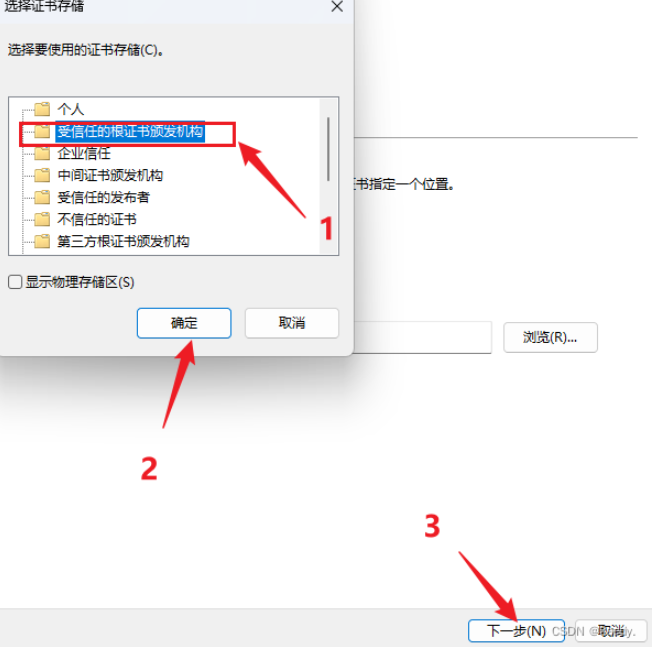 选择证书存储
选择要使用的证书存储(C)。
个人
受信任的根证书颁发机构
企业信任
中间证书颁发机构
受信任的发布者
不信任的证书
第三方根证书颁发机构
1
证书指定一个位置。
显示物理存储区(S)
确定
取消
浏览(R)...
2
3
下一步(N)
取消
CSDN